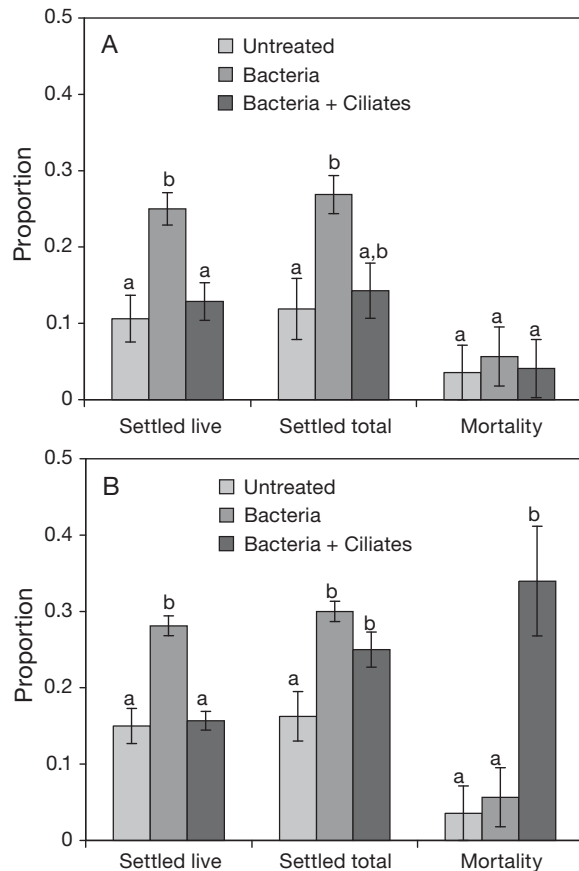 A
Untreated
Bacteria
Bacteria + Ciliates
Proportion
0.5
0.4
0.3
0.2
0.1
0
a b a
a b a,b
a a a
Settled live Settled total Mortality
B
Untreated
Bacteria
Bacteria + Ciliates
Proportion
0.5
0.4
0.3
0.2
0.1
0
a b a
a b b
a a b
Settled live Settled total Mortality